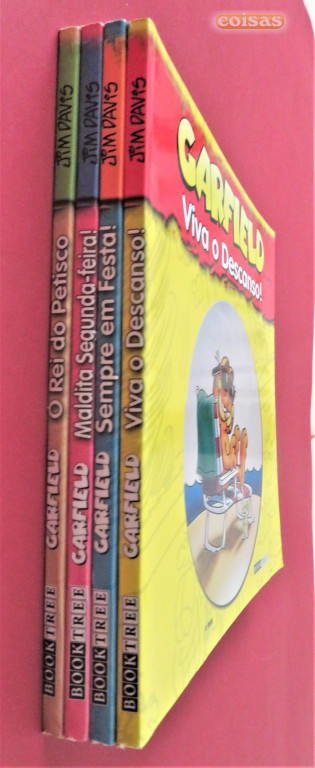 coisas
BOOKTREE GARFIELD O Rei do Petisco JIM DAVIS
BOOKTREE GARFIELD Maldita Segunda-feira! JIM DAVIS
BOOKTREE GARFIELD Sempre em Festa! JIM DAVIS
BOOKTREE GARFIELD Viva o Descanso! JIM DAVIS
GARFIELD
Viva o Descanso!